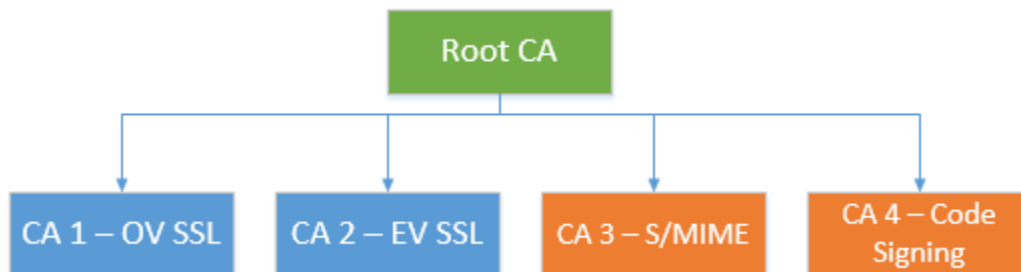 Root CA
CA 1 – OV SSL
CA 2 – EV SSL
CA 3 – S/MIME
CA 4 – Code
Signing